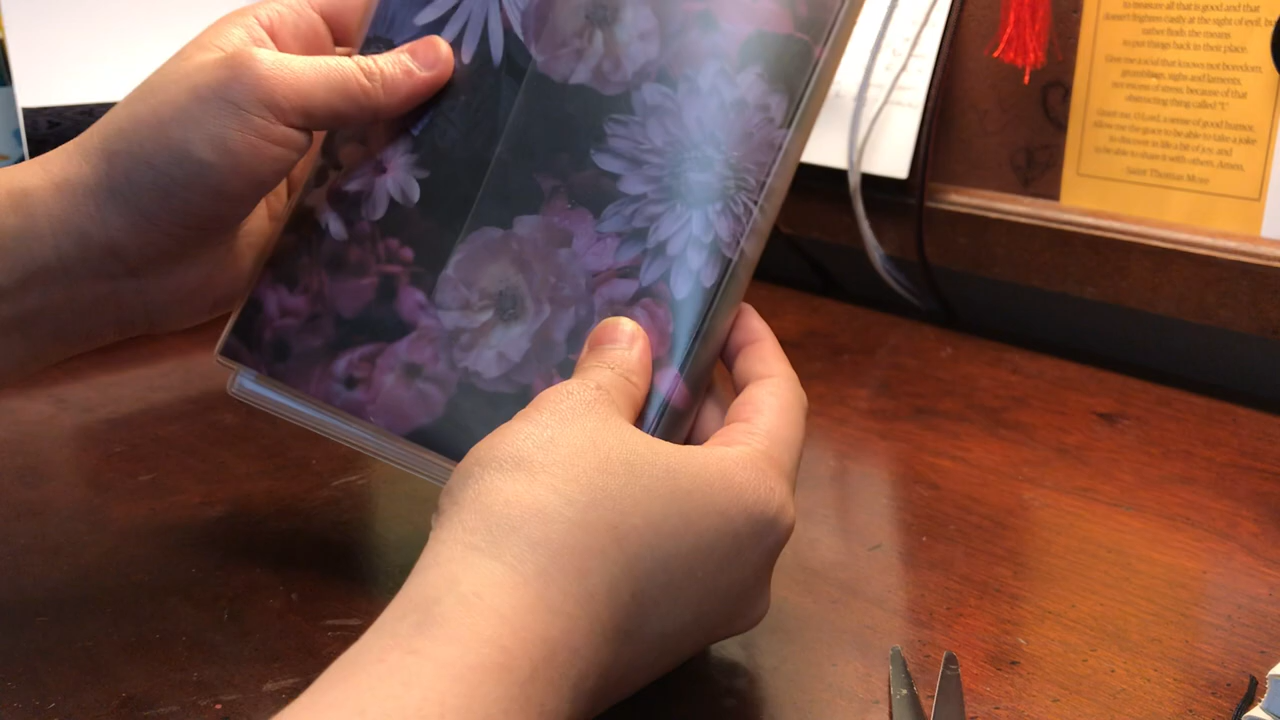 to treasure all that is good and that
doesn't frighten easily at the sight of evil, but
rather finds the means
to put things back in their place.
Give me a soul that knows not boredom,
grumblings, sighs and laments,
nor excess of stress, because of that
obstructing thing called "I."
Grant me, O Lord, a sense of good humor.
Allow me the grace to be able to take a joke
to discover in life a bit of joy, and
to be able to share it with others. Amen.
Saint Thomas More